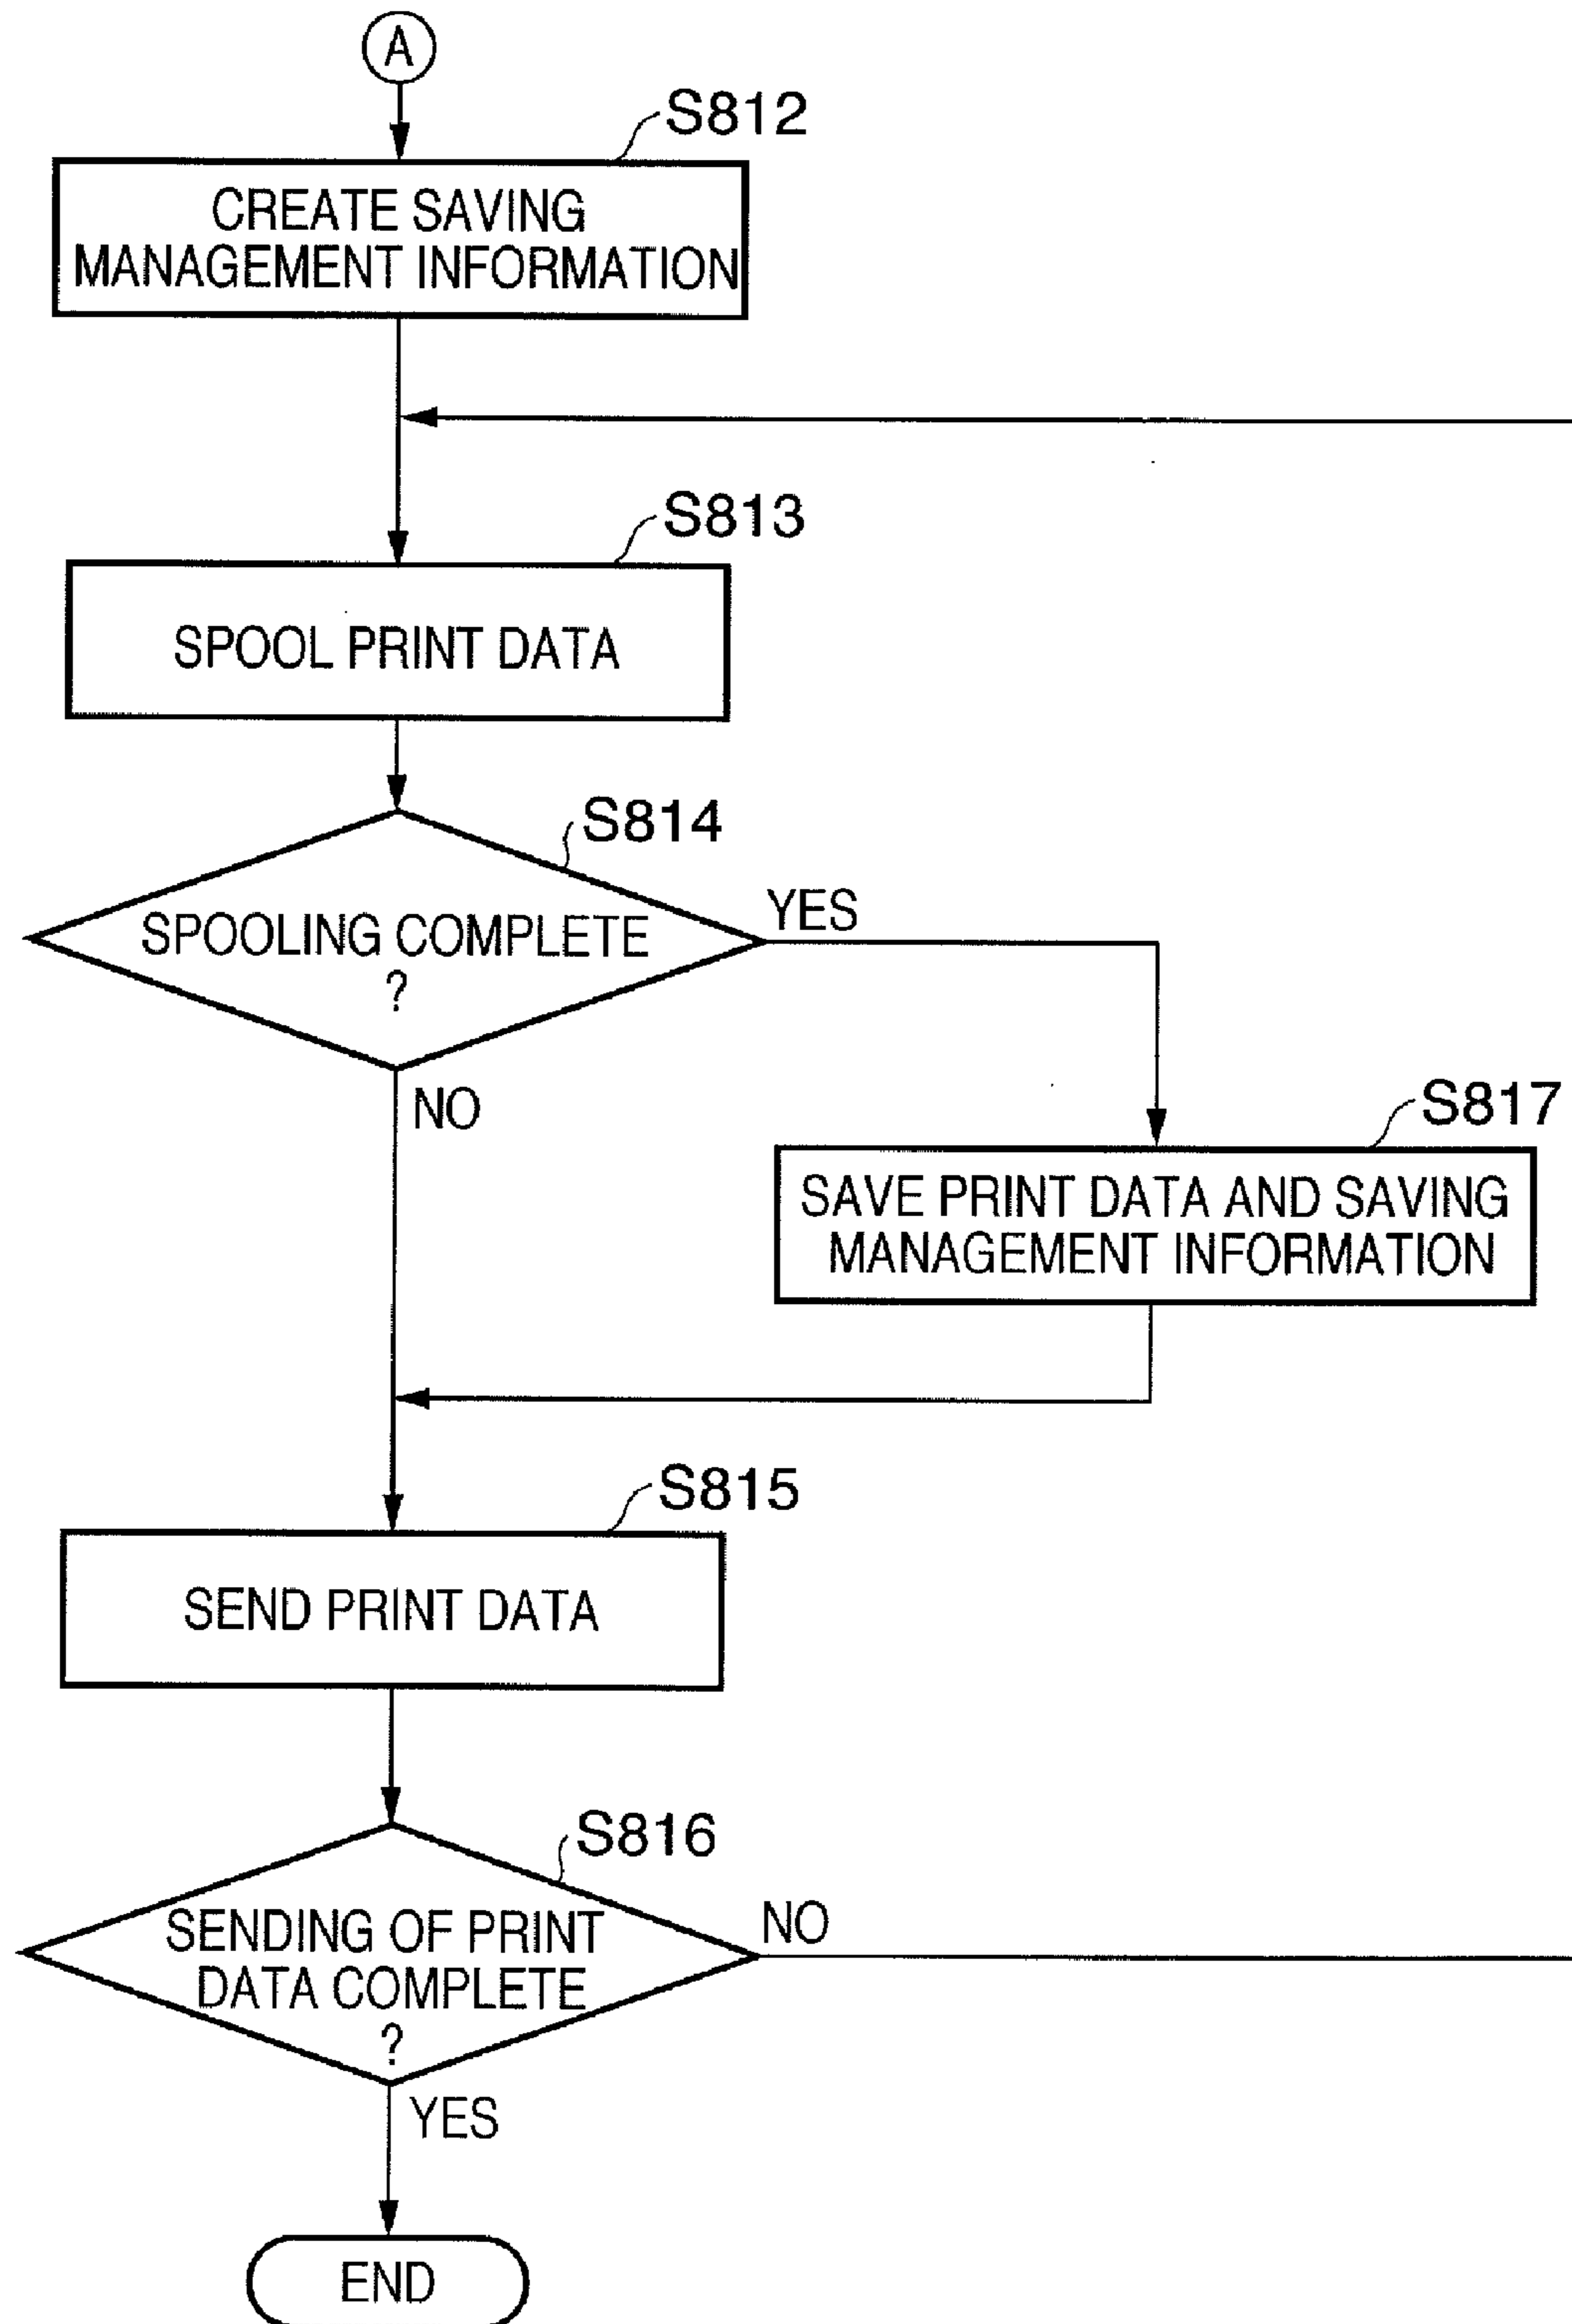 A
S812
CREATE SAVING
MANAGEMENT INFORMATION
S813
SPOOL PRINT DATA
S814
SPOOLING COMPLETE
?
YES
NO
S817
SAVE PRINT DATA AND SAVING
MANAGEMENT INFORMATION
S815
SEND PRINT DATA
S816
SENDING OF PRINT
DATA COMPLETE
?
NO
YES
END